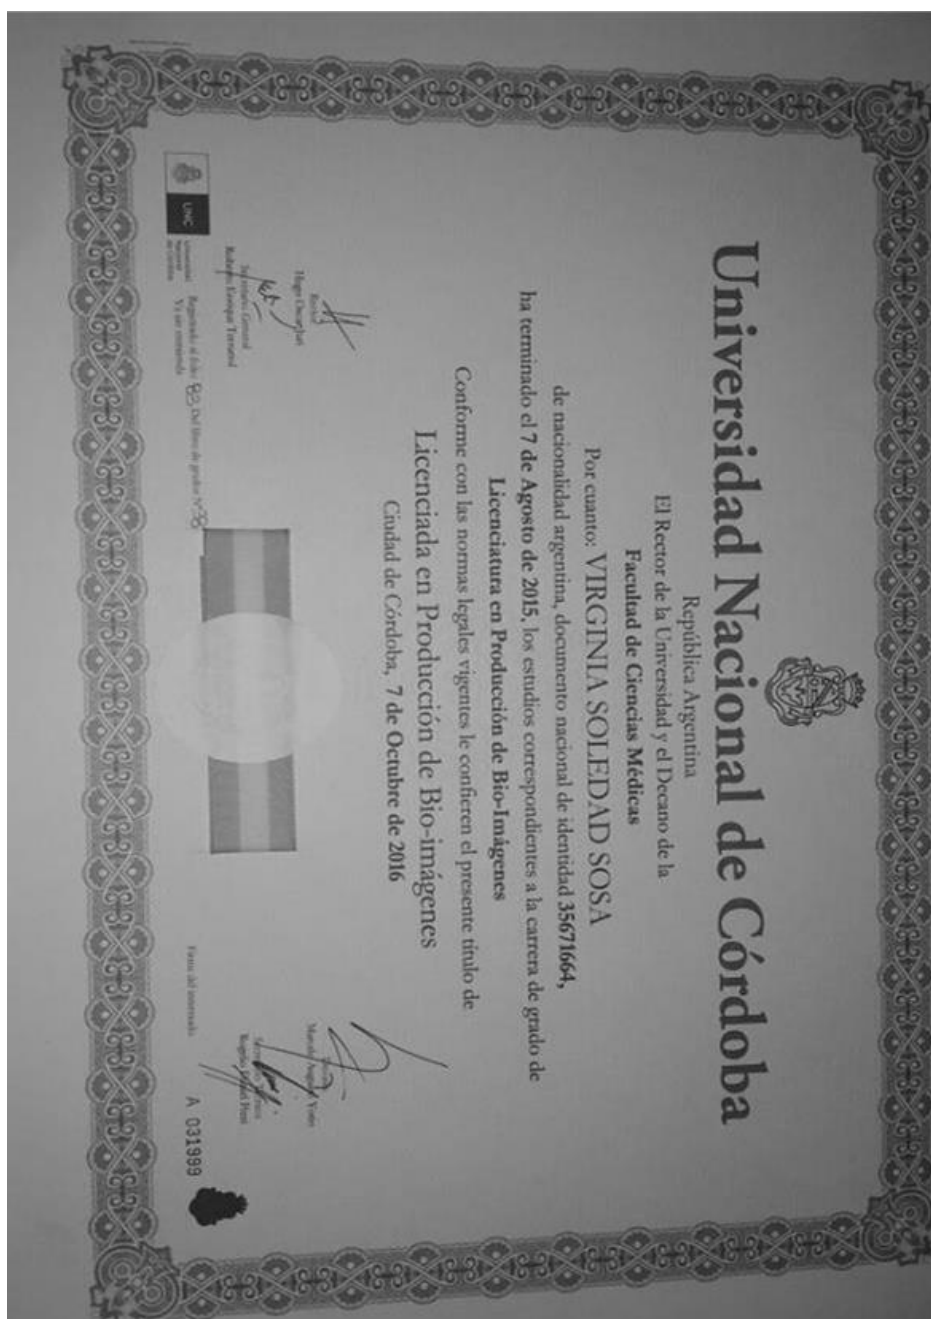 Universidad Nacional de Córdoba
República Argentina
El Rector de la Universidad y el Decano de la
Facultad de Ciencias Médicas
Por cuanto: VIRGINIA SOLEDAD SOSA
de nacionalidad argentina, documento nacional de identidad 35671664,
ha terminado el 7 de Agosto de 2015, los estudios correspondientes a la carrera de grado de
Licenciatura en Producción de Bio-Imágenes
Conforme con las normas legales vigentes le confieren el presente título de
Licenciada en Producción de Bio-imágenes
Ciudad de Córdoba, 7 de Octubre de 2016
Rector
Hugo Oscar Juri
Secretario General
Roberto Enrique Terzariol
UNC
Universidad
Nacional
de Córdoba
Registrado al folio 80 Del libro de grados Nº
Firma del interesado
A 031999